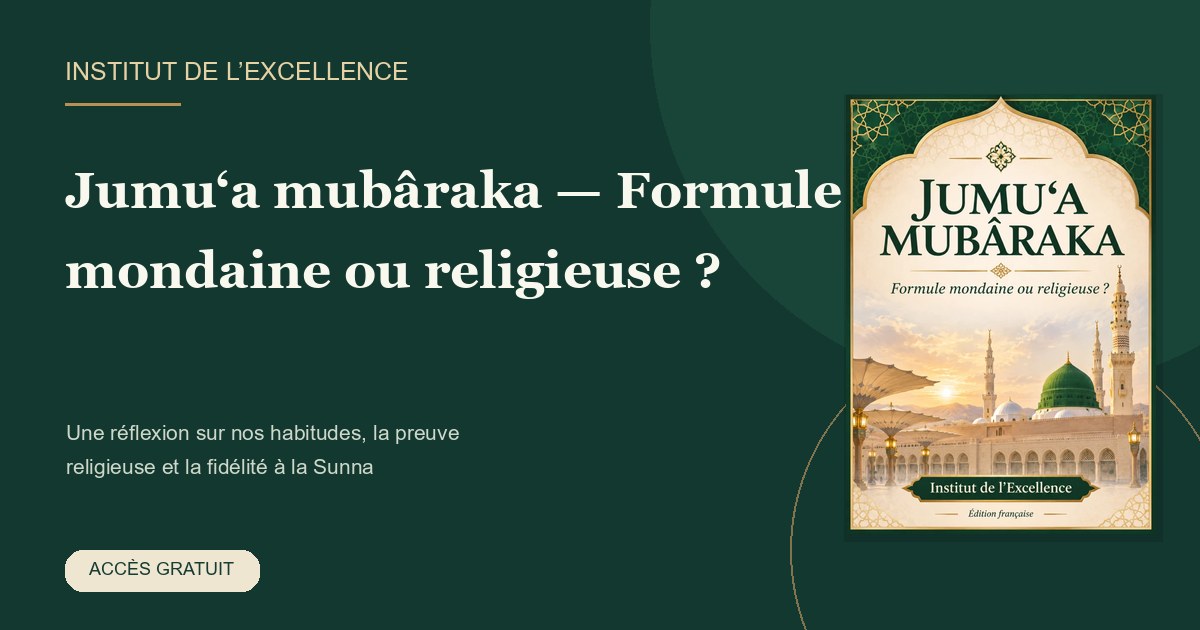 INSTITUT DE L’EXCELLENCE
Jumu‘a mubâraka — Formule
mondaine ou religieuse ?
Une réflexion sur nos habitudes, la preuve
religieuse et la fidélité à la Sunna
ACCÈS GRATUIT
JUMU‘A
MUBÂRAKA
Formule mondaine ou religieuse ?
Institut de l’Excellence
Édition française